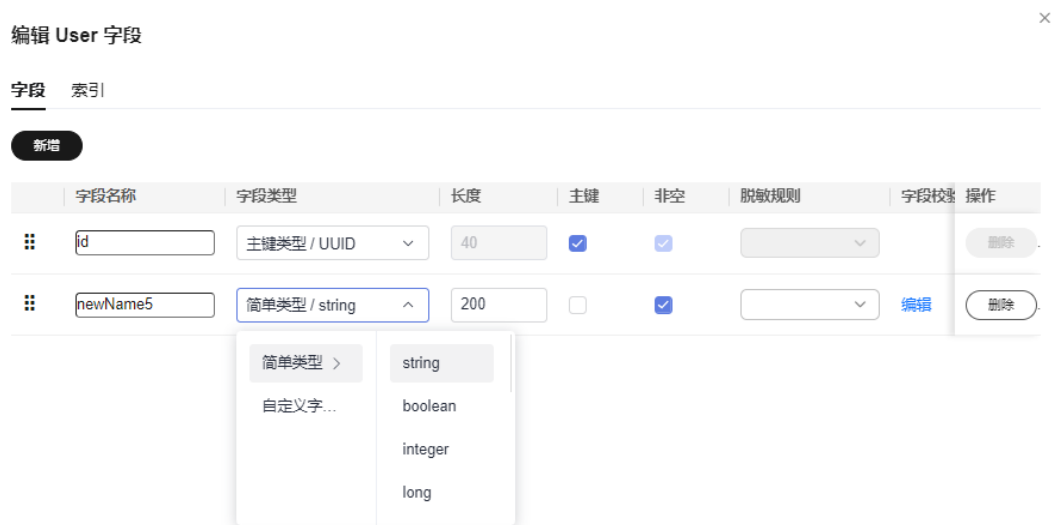 编辑 User 字段
字段 索引
新增
字段名称 字段类型 长度 主键 非空 脱敏规则 字段校验 操作
id 主键类型 / UUID 40 删除
newName5 简单类型 / string 200 编辑 删除
简单类型 string
自定义字... boolean
integer
long